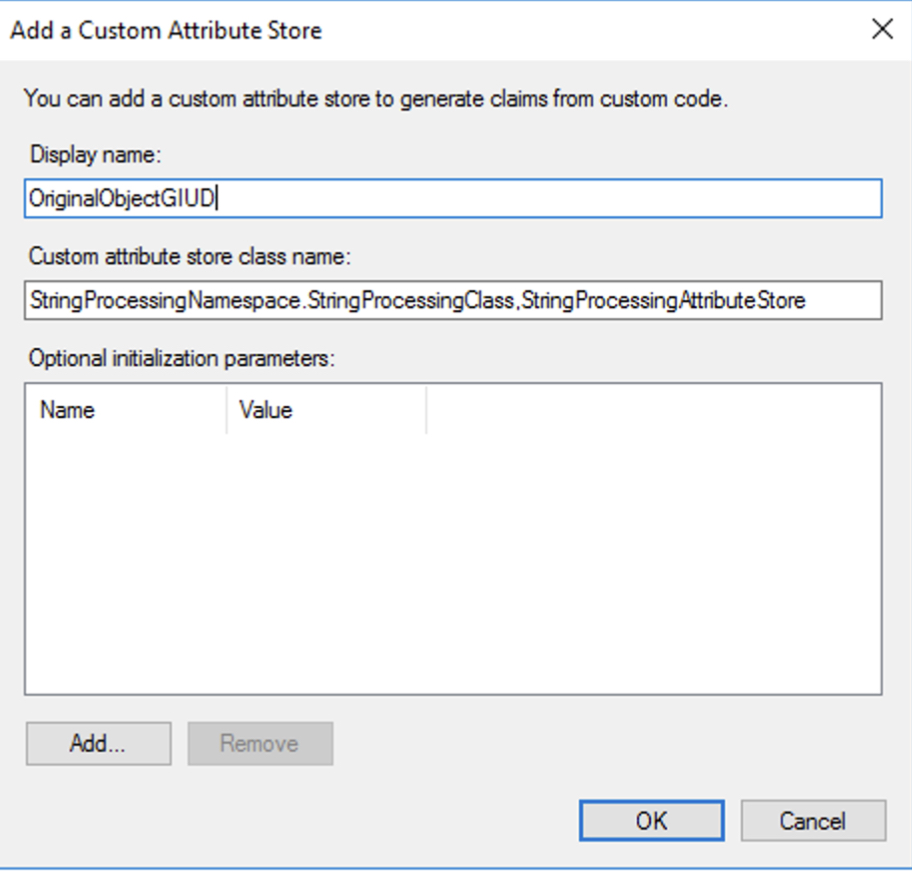 Add a Custom Attribute Store
You can add a custom attribute store to generate claims from custom code.
Display name:
OriginalObjectGIUD
Custom attribute store class name:
StringProcessingNamespace.StringProcessingClass,StringProcessingAttributeStore
Optional initialization parameters:
Name Value
Add... Remove
OK Cancel